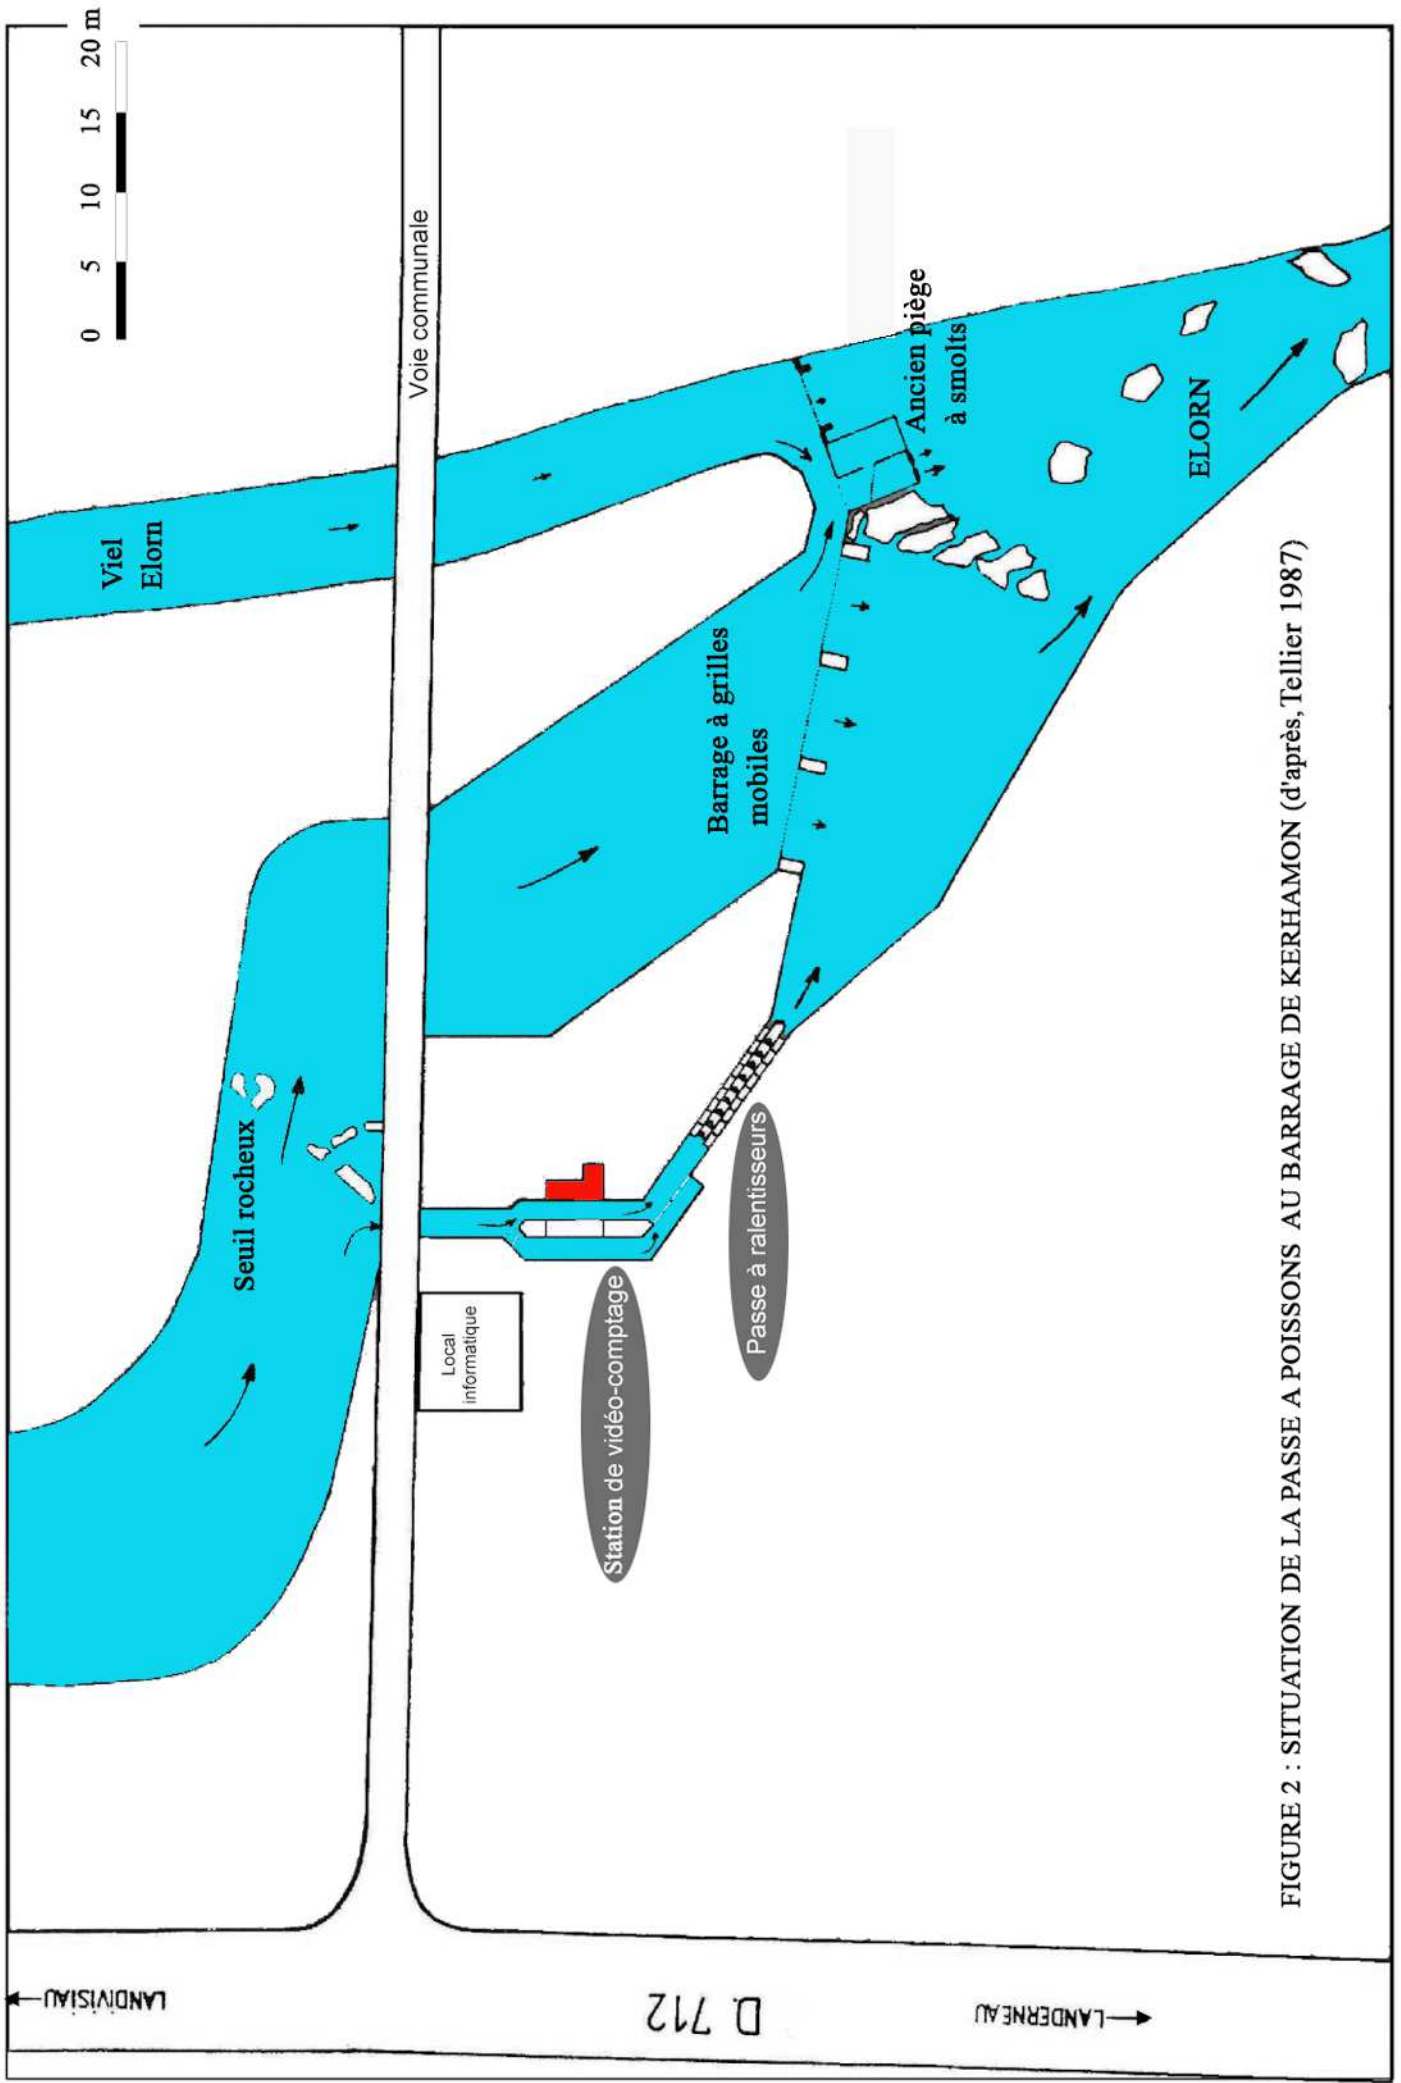 0 5 10 15 20 m
Viel
Elorn
Voie communale
Seuil rocheux
Barrage à grilles
mobiles
Ancien piège
à smolts
ELORN
Local
informatique
Station de vidéo-comptage
Passe à ralentisseurs
LANDIVISIAU
D. 712
LANDERNEAU
FIGURE 2 : SITUATION DE LA PASSE A POISSONS AU BARRAGE DE KERHAMON (d'après, Tellier 1987)